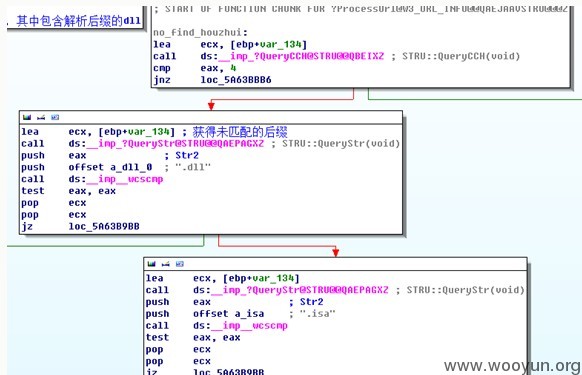 ; START OF FUNCTION CHUNK FOR ?ProcessUrl@W3_URL_INFO@@QAEJAAVSTRU@@@Z
，其中包含解析后缀的dll
no_find_houzhui:
lea ecx, [ebp+var_134]
call ds:__imp_?QueryCCH@STRU@@QBEIXZ ; STRU::QueryCCH(void)
cmp eax, 4
jnz loc_5A63BBB6
lea ecx, [ebp+var_134] ; 获得未匹配的后缀
call ds:__imp_?QueryStr@STRU@@QAEPAGXZ ; STRU::QueryStr(void)
push eax ; Str2
push offset a_dll_0 ; ".dll"
call ds:__imp__wcscmp
test eax, eax
pop ecx
pop ecx
jz loc_5A63B9BB
lea ecx, [ebp+var_134]
call ds:__imp_?QueryStr@STRU@@QAEPAGXZ ; STRU::QueryStr(void)
push eax ; Str2
push offset a_isa ; ".isa"
call ds:__imp__wcscmp
test eax, eax
pop ecx
pop ecx
jz loc_5A63B9BB
www.wooyun.org